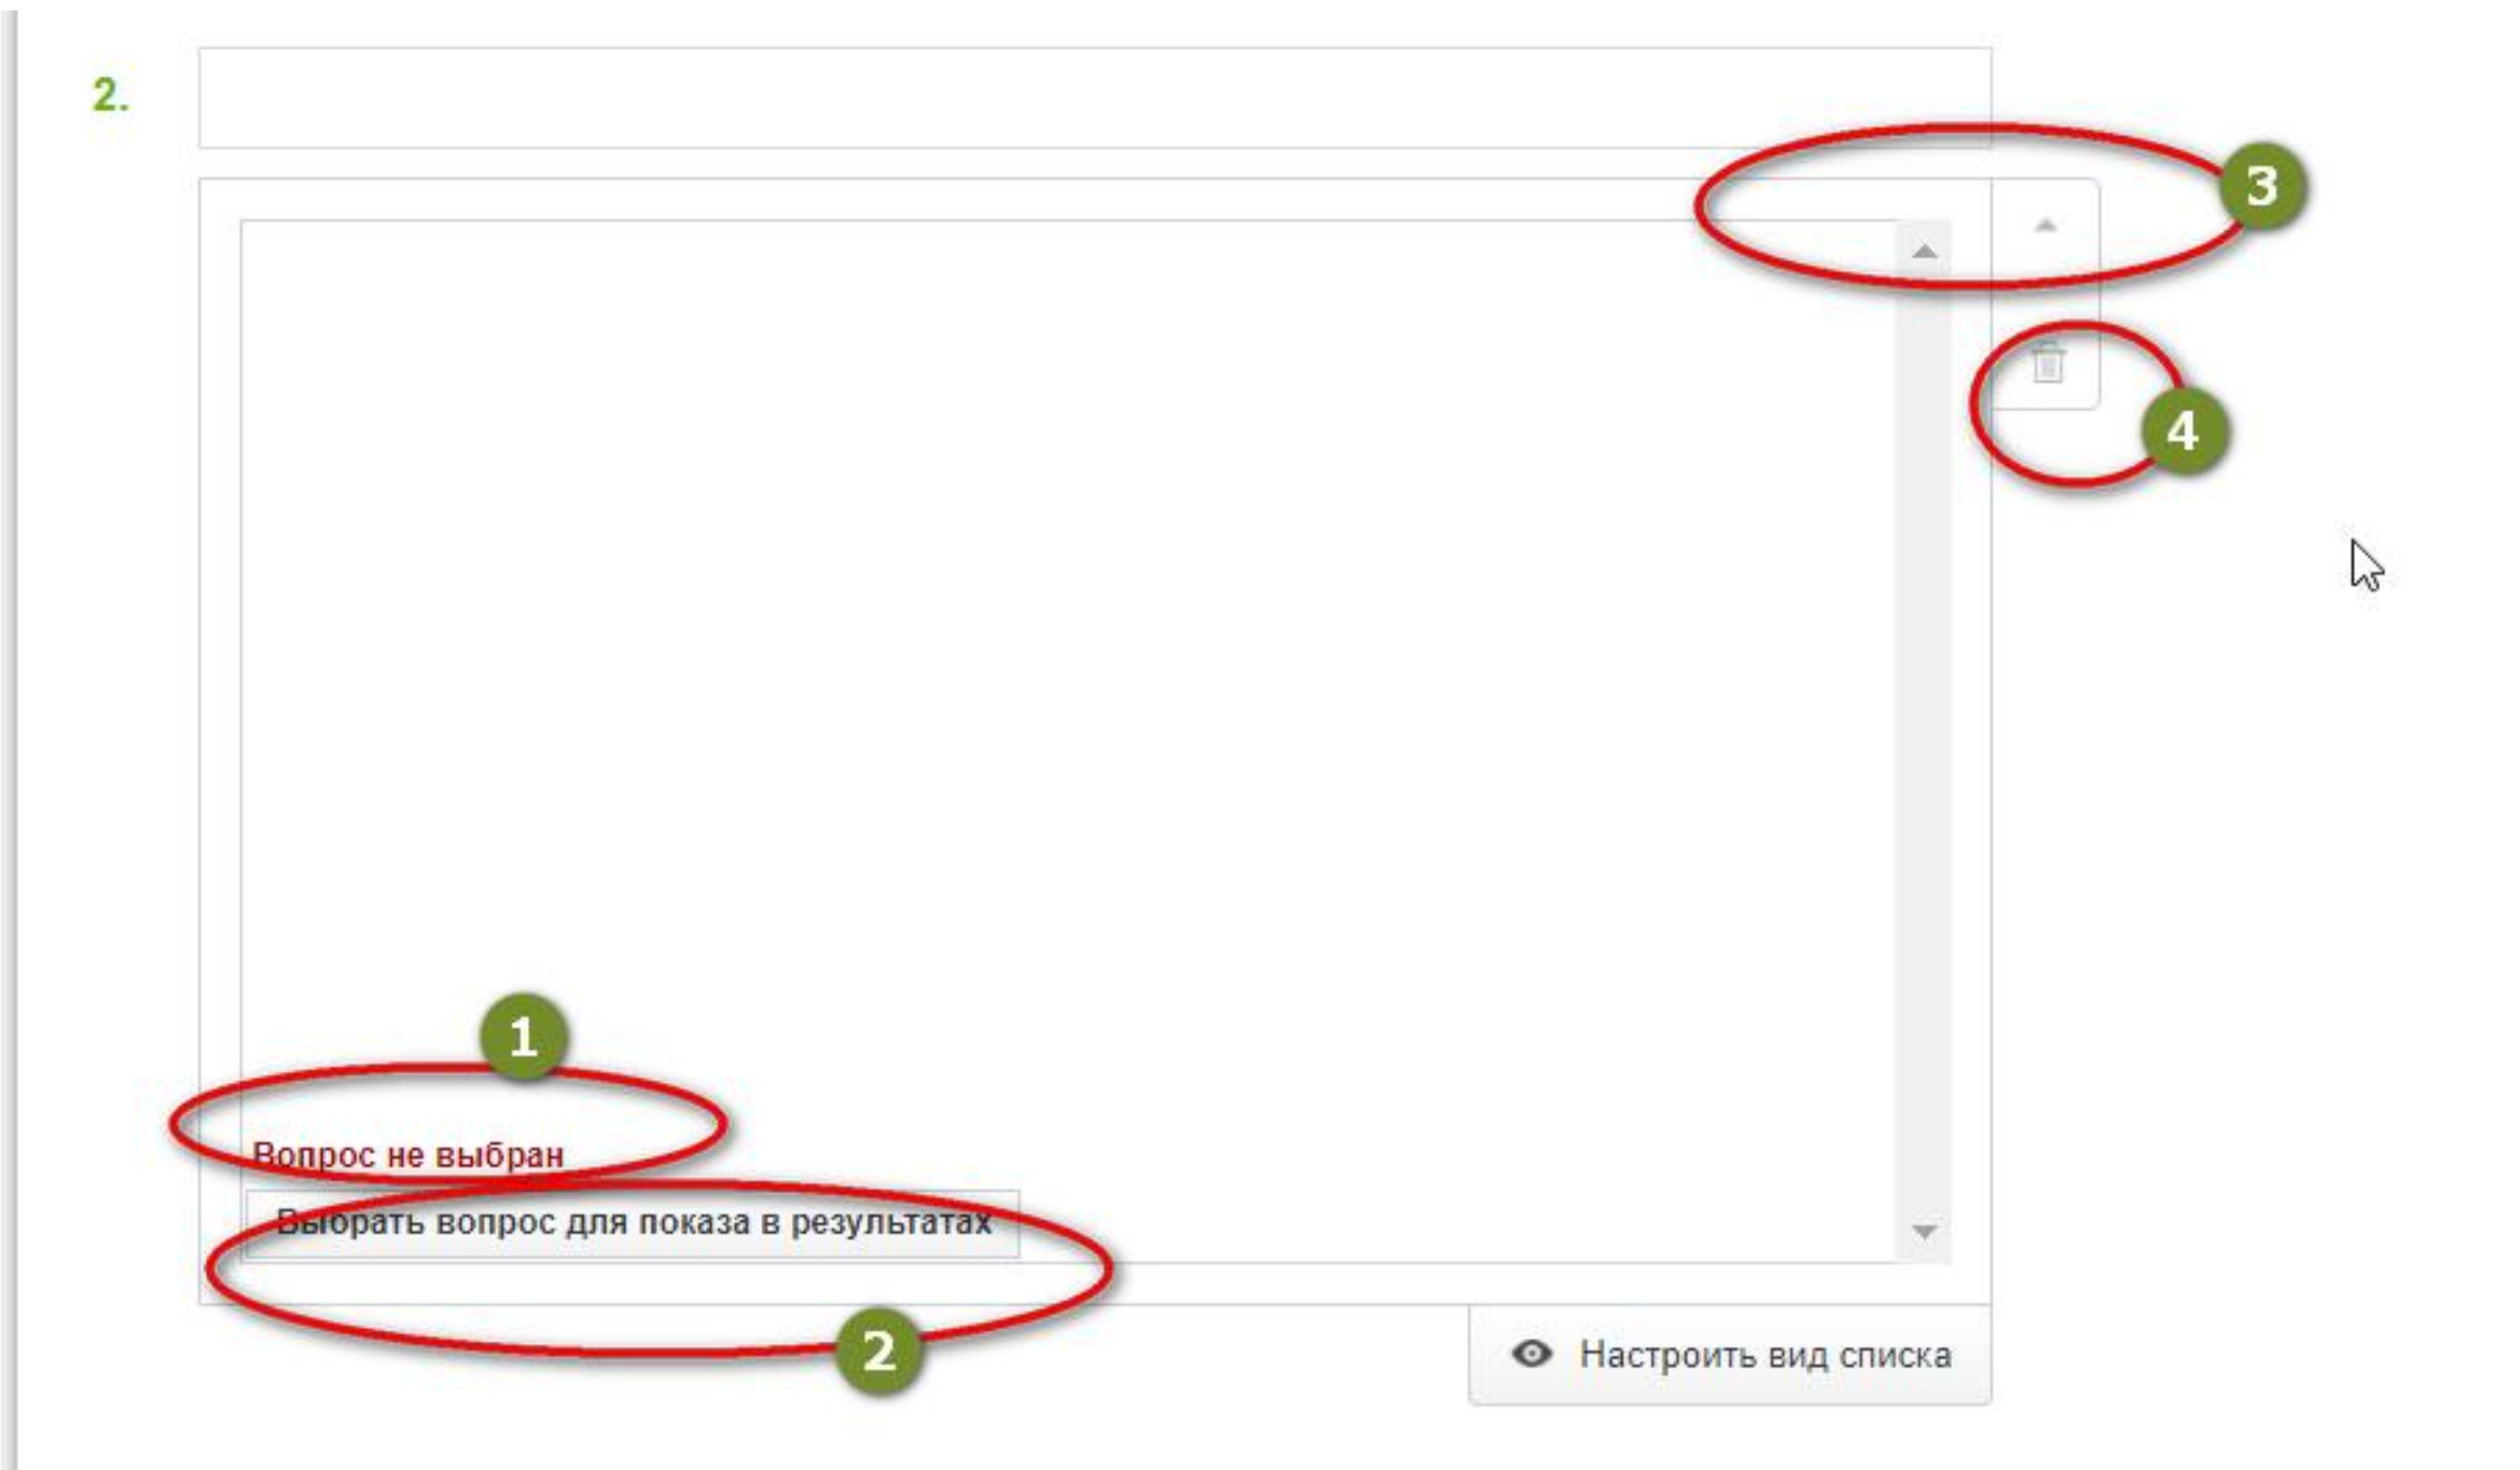 2.
3
4
1
Вопрос не выбран
Выбрать вопрос для показа в результатах
2
Настроить вид списка